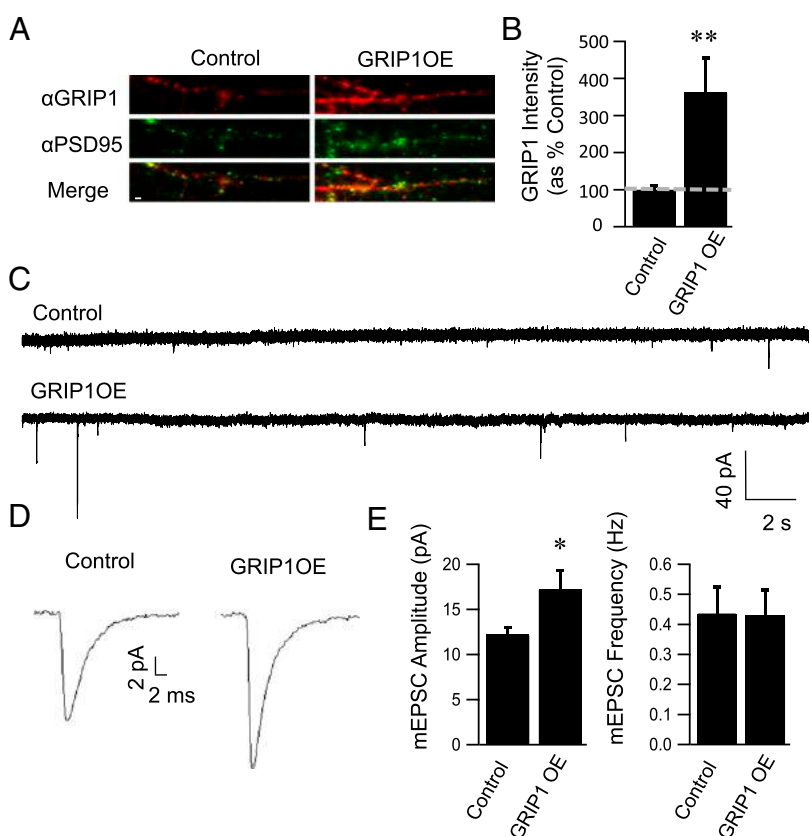 A
Control
GRIP1OE
αGRIP1
αPSD95
Merge
B
GRIP1 Intensity
(as % Control)
500
400
300
200
100
0
**
Control
GRIP1 OE
C
Control
GRIP1OE
40 pA
2 s
D
Control
GRIP1OE
2 pA
2 ms
E
mEPSC Amplitude (pA)
20
15
10
5
0
*
Control
GRIP1 OE
mEPSC Frequency (Hz)
0.6
0.5
0.4
0.3
0.2
0.1
0.0
Control
GRIP1 OE